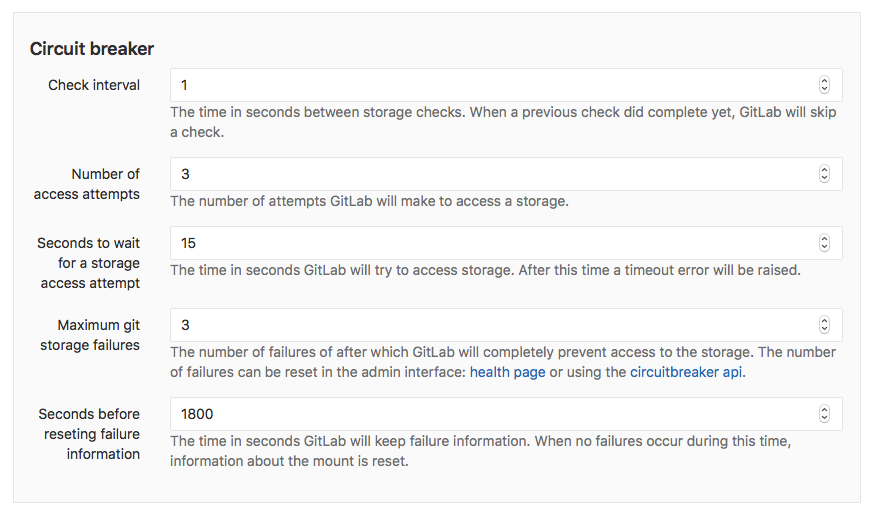 Circuit breaker
Check interval
1
The time in seconds between storage checks. When a previous check did complete yet, GitLab will skip
a check.
Number of
access attempts
3
The number of attempts GitLab will make to access a storage.
Seconds to wait
for a storage
access attempt
15
The time in seconds GitLab will try to access storage. After this time a timeout error will be raised.
Maximum git
storage failures
3
The number of failures of after which GitLab will completely prevent access to the storage. The number
of failures can be reset in the admin interface: health page or using the circuitbreaker api.
Seconds before
reseting failure
information
1800
The time in seconds GitLab will keep failure information. When no failures occur during this time,
information about the mount is reset.